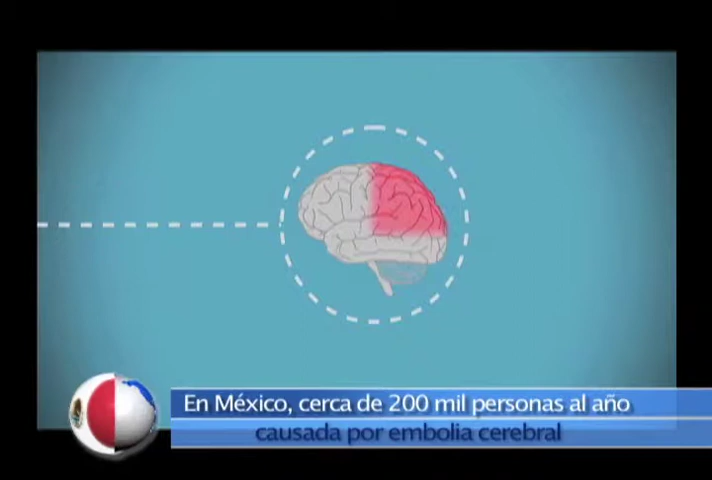 En México, cerca de 200 mil personas al año
causada por embolia cerebral